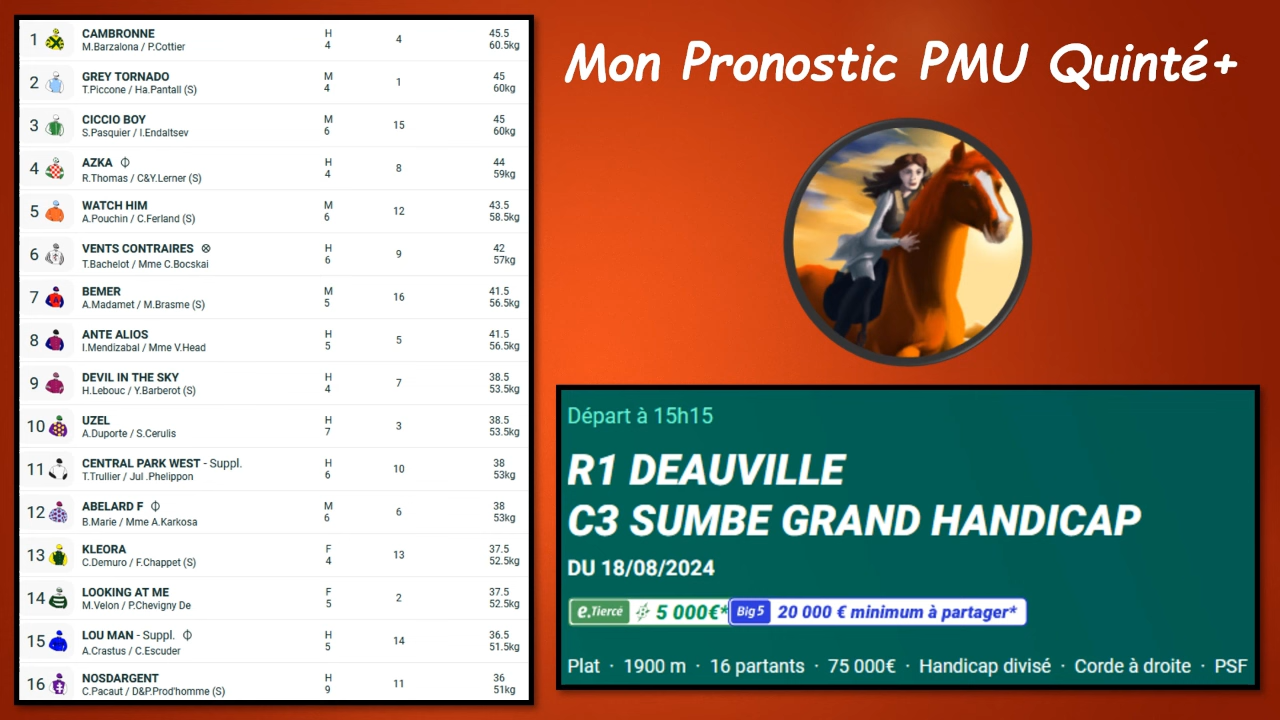 1 CAMBRONNE H 4 45.5
M.Barzalona / P.Cottier 4 60.5kg
2 GREY TORNADO M 1 45
T.Piccone / Ha.Pantall (S) 4 60kg
3 CICCIO BOY M 15 45
S.Pasquier / I.Endaltsev 6 60kg
4 AZKA H 8 44
R.Thomas / C&Y.Lerner (S) 4 59kg
5 WATCH HIM M 12 43.5
A.Pouchin / C.Ferland (S) 6 58.5kg
6 VENTS CONTRAIRES H 9 42
T.Bachelot / Mme C.Bocskai 6 57kg
7 BEMER M 16 41.5
A.Madamet / M.Brasme (S) 5 56.5kg
8 ANTE ALIOS H 5 41.5
I.Mendizabal / Mme V.Head 5 56.5kg
9 DEVIL IN THE SKY H 7 38.5
H.Lebouc / Y.Barberot (S) 4 53.5kg
10 UZEL H 3 38.5
A.Duporte / S.Cerulis 7 53.5kg
11 CENTRAL PARK WEST - Suppl. H 10 38
T.Trullier / Jul .Phelippon 6 53kg
12 ABELARD F M 6 38
B.Marie / Mme A.Karkosa 6 53kg
13 KLEORA F 13 37.5
C.Demuro / F.Chappet (S) 4 52.5kg
14 LOOKING AT ME F 2 37.5
M.Velon / P.Chevigny De 5 52.5kg
15 LOU MAN - Suppl. H 14 36.5
A.Crastus / C.Escuder 5 51.5kg
16 NOSDARGENT H 11 36
C.Pacaut / D&P.Prod'homme (S) 9 51kg
Mon Pronostic PMU Quinté+
Départ à 15h15
R1 DEAUVILLE
C3 SUMBE GRAND HANDICAP
DU 18/08/2024
e.Tiercé 5 000€* Big 5 20 000 € minimum à partager*
Plat · 1900 m · 16 partants · 75 000€ · Handicap divisé · Corde à droite · PSF